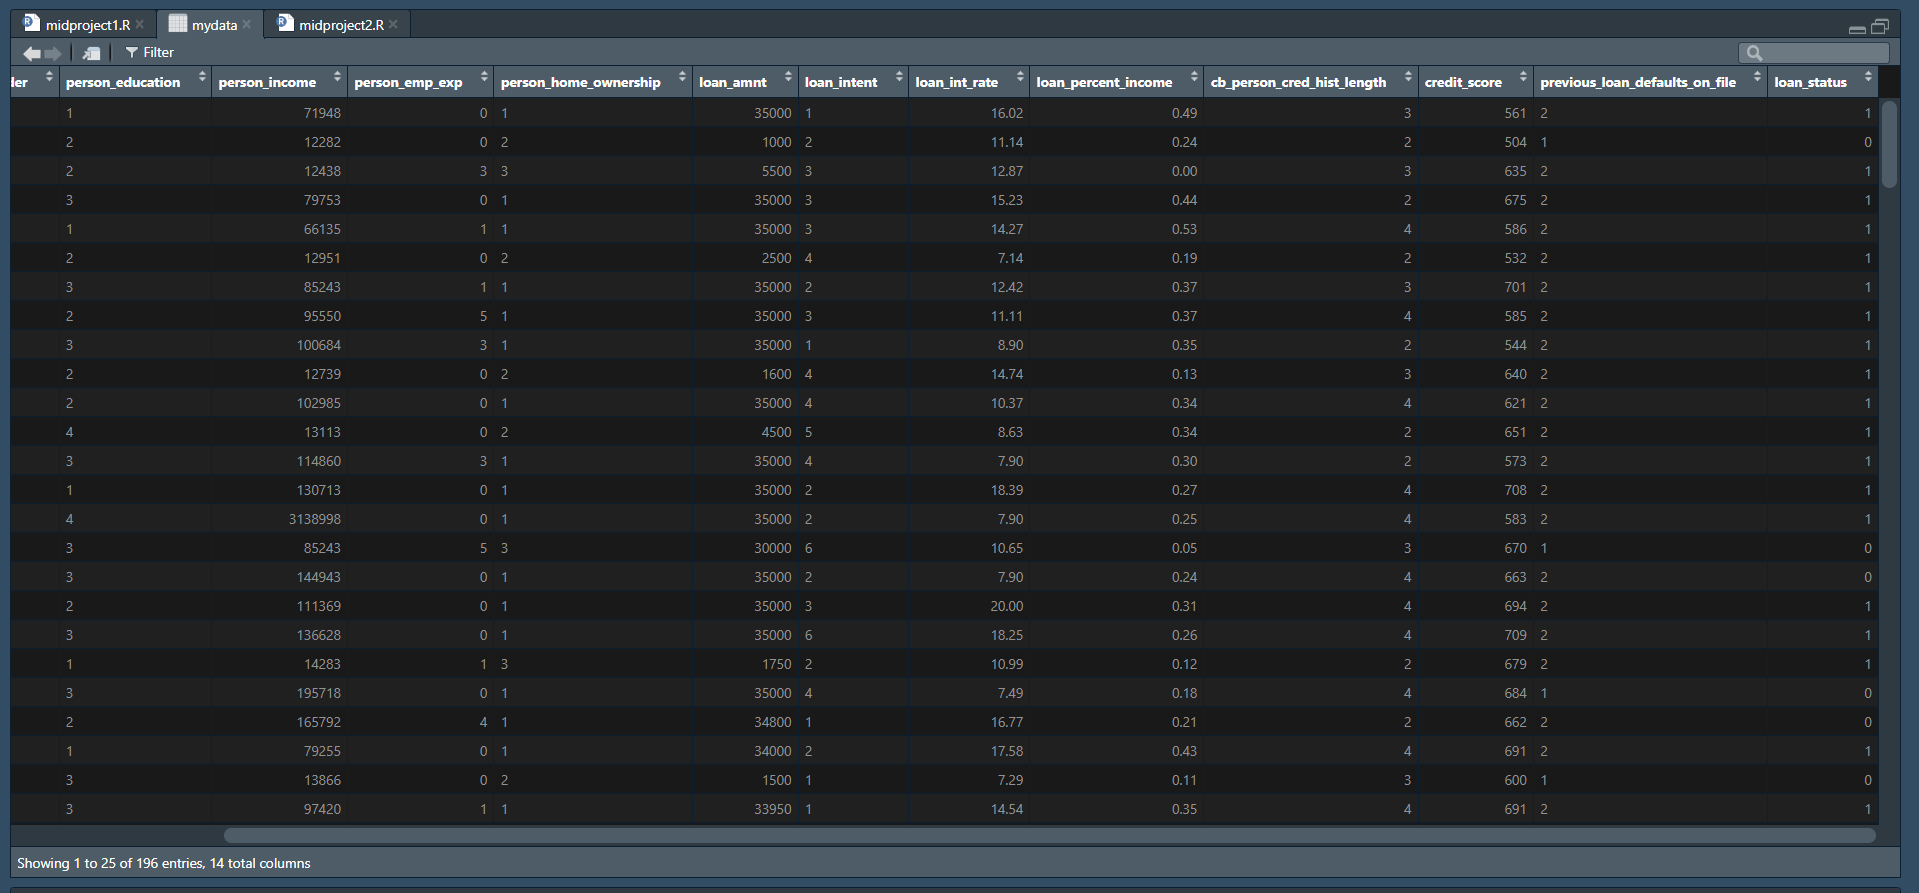 midproject1.R mydata midproject2.R
Filter
der person_education person_income person_emp_exp person_home_ownership loan_amnt loan_intent loan_int_rate loan_percent_income cb_person_cred_hist_length credit_score previous_loan_defaults_on_file loan_status
1 71948 0 1 35000 1 16.02 0.49 3 561 2 1
2 12282 0 2 1000 2 11.14 0.24 2 504 1 0
2 12438 3 3 5500 3 12.87 0.00 3 635 2 1
3 79753 0 1 35000 3 15.23 0.44 2 675 2 1
1 66135 1 1 35000 3 14.27 0.53 4 586 2 1
2 12951 0 2 2500 4 7.14 0.19 2 532 2 1
3 85243 1 1 35000 2 12.42 0.37 3 701 2 1
2 95550 5 1 35000 3 11.11 0.37 4 585 2 1
3 100684 3 1 35000 1 8.90 0.35 2 544 2 1
2 12739 0 2 1600 4 14.74 0.13 3 640 2 1
2 102985 0 1 35000 4 10.37 0.34 4 621 2 1
4 13113 0 2 4500 5 8.63 0.34 2 651 2 1
3 114860 3 1 35000 4 7.90 0.30 2 573 2 1
1 130713 0 1 35000 2 18.39 0.27 4 708 2 1
4 3138998 0 1 35000 2 7.90 0.25 4 583 2 1
3 85243 5 3 30000 6 10.65 0.05 3 670 1 0
3 144943 0 1 35000 2 7.90 0.24 4 663 2 0
2 111369 0 1 35000 3 20.00 0.31 4 694 2 1
3 136628 0 1 35000 6 18.25 0.26 4 709 2 1
1 14283 1 3 1750 2 10.99 0.12 2 679 2 1
3 195718 0 1 35000 4 7.49 0.18 4 684 1 0
2 165792 4 1 34800 1 16.77 0.21 2 662 2 0
1 79255 0 1 34000 2 17.58 0.43 4 691 2 1
3 13866 0 2 1500 1 7.29 0.11 3 600 1 0
3 97420 1 1 33950 1 14.54 0.35 4 691 2 1
Showing 1 to 25 of 196 entries, 14 total columns